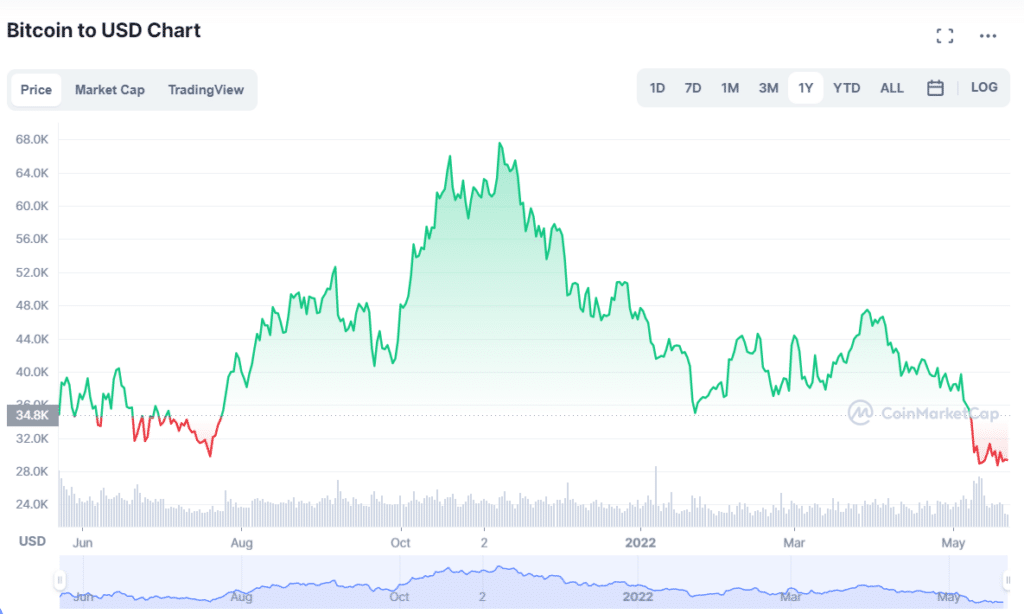 Bitcoin to USD Chart
Price Market Cap TradingView
1D 7D 1M 3M 1Y YTD ALL LOG
68.0K
64.0K
60.0K
56.0K
52.0K
48.0K
44.0K
40.0K
36.0K
34.8K
CoinMarketCap
32.0K
28.0K
24.0K
USD Jun Aug Oct 2 2022 Mar May
Jun Aug Oct 2 2022 Mar May